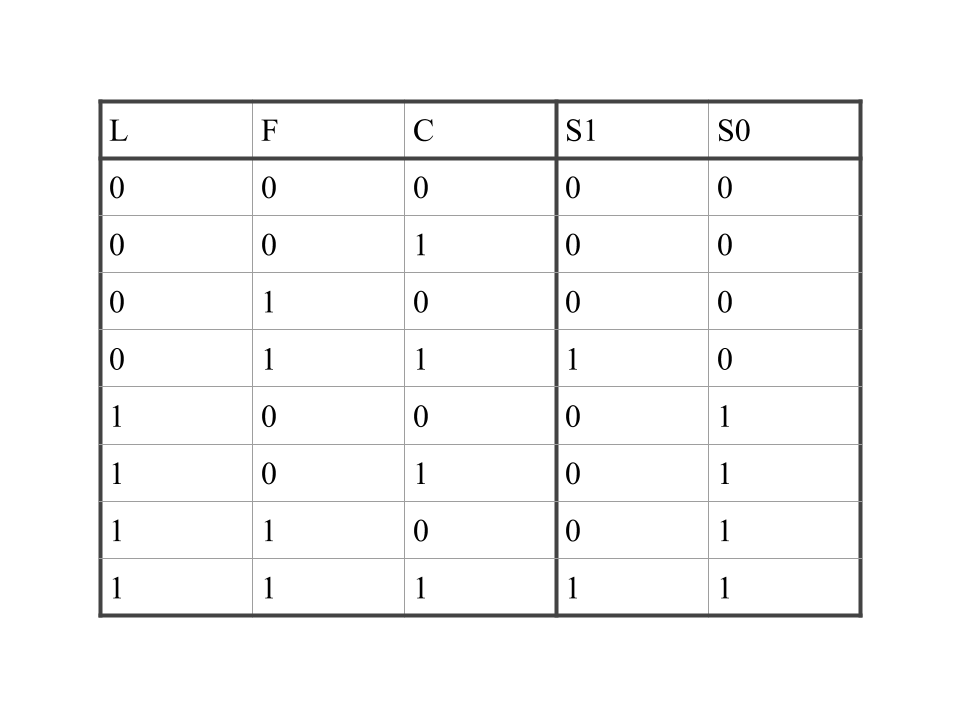 L F C S1 S0
0 0 0 0 0
0 0 1 0 0
0 1 0 0 0
0 1 1 1 0
1 0 0 0 1
1 0 1 0 1
1 1 0 0 1
1 1 1 1 1